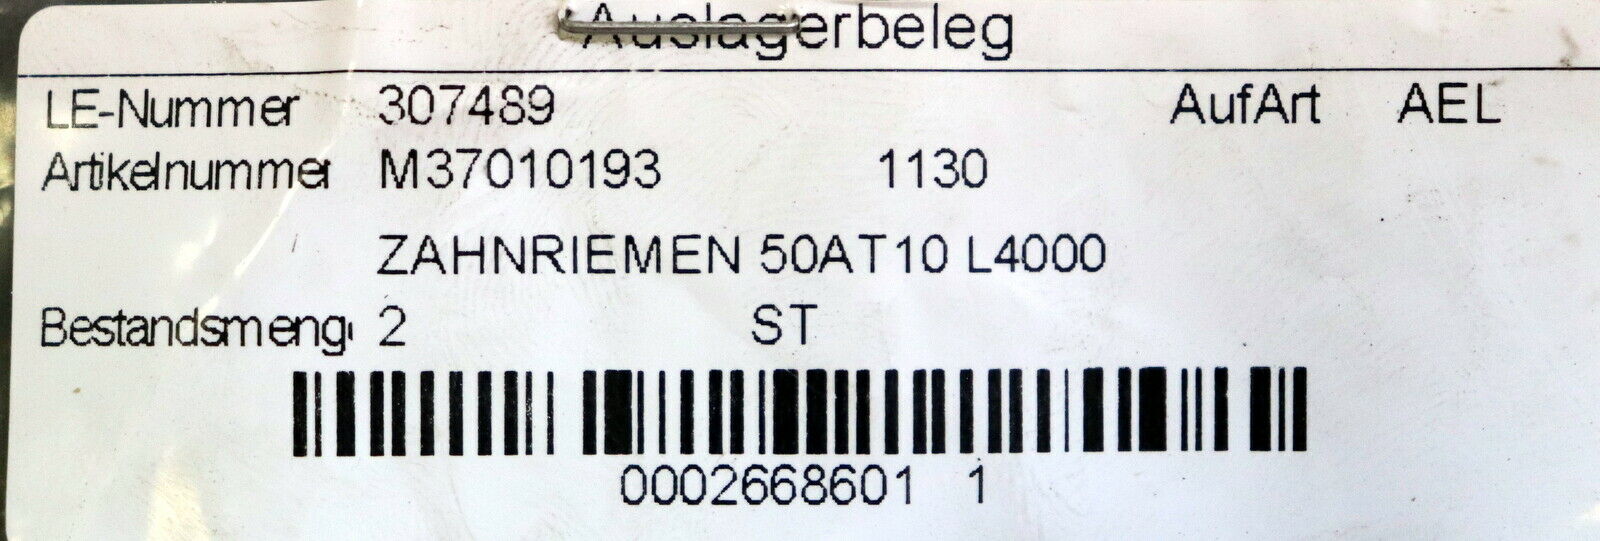 Auslagerbeleg
LE-Nummer 307489 AufArt AEL
Artikelnummer M37010193 1130
ZAHNRIEMEN 50AT10 L4000
Bestandsmeng 2 ST
0002668601 1